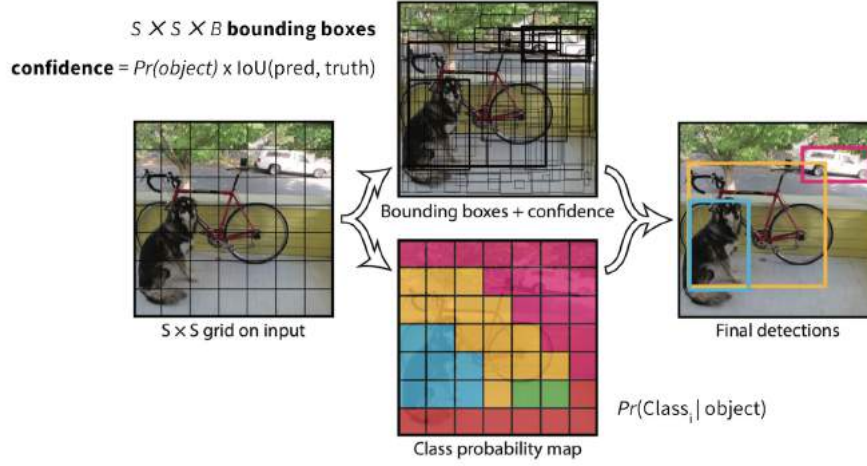 S × S × B bounding boxes
confidence = Pr(object) x IoU(pred, truth)
Bounding boxes + confidence
S × S grid on input
Final detections
Pr(Classᵢ | object)
Class probability map